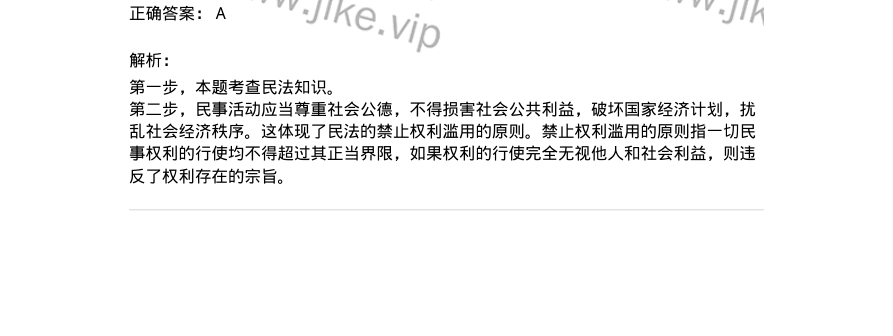 正确答案： A
www.jlke.vip
解析：
第一步，本题考查民法知识。
第二步，民事活动应当尊重社会公德，不得损害社会公共利益，破坏国家经济计划，扰
乱社会经济秩序。这体现了民法的禁止权利滥用的原则。禁止权利滥用的原则指一切民
事权利的行使均不得超过其正当界限，如果权利的行使完全无视他人和社会利益，则违
反了权利存在的宗旨。